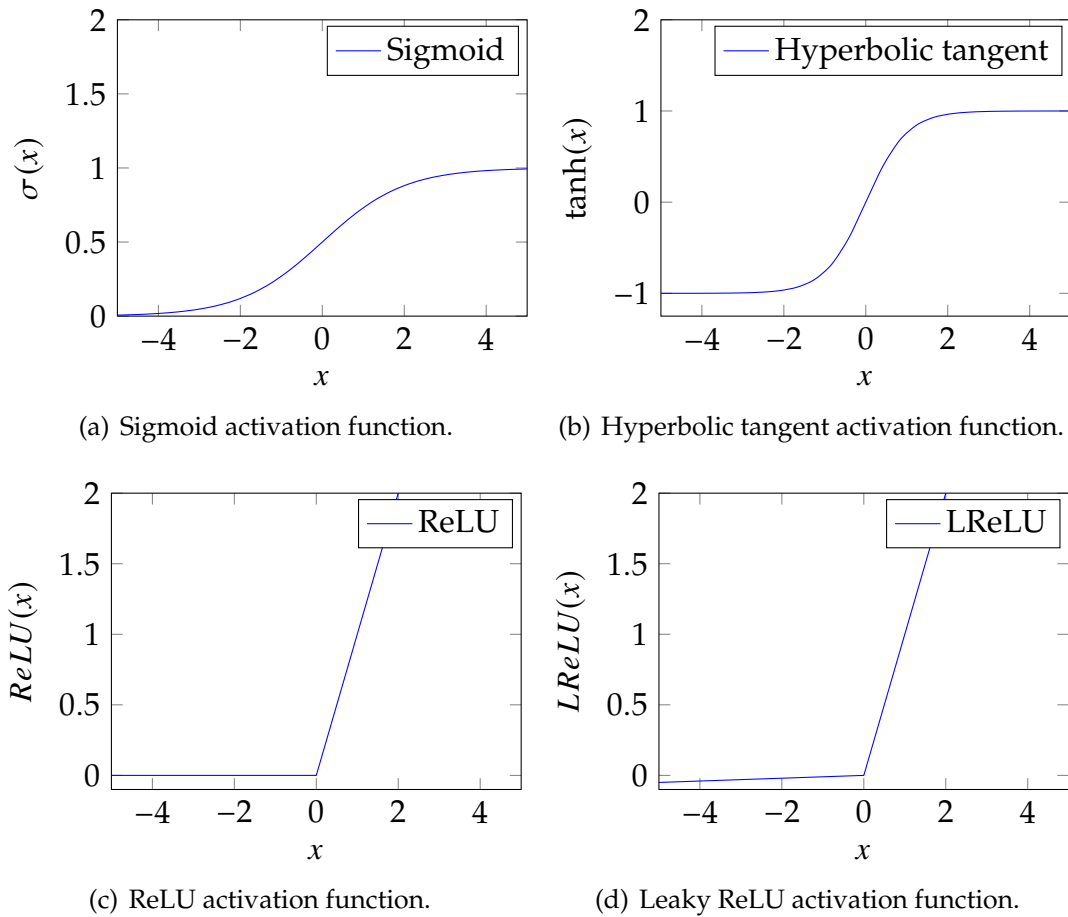 2
1.5
1
0.5
0
σ(x)
Sigmoid
−4 −2 0 2 4
x
(a) Sigmoid activation function.
2
1
0
−1
tanh(x)
Hyperbolic tangent
−4 −2 0 2 4
x
(b) Hyperbolic tangent activation function.
2
1.5
1
0.5
0
ReLU(x)
ReLU
−4 −2 0 2 4
x
(c) ReLU activation function.
2
1.5
1
0.5
0
LReLU(x)
LReLU
−4 −2 0 2 4
x
(d) Leaky ReLU activation function.